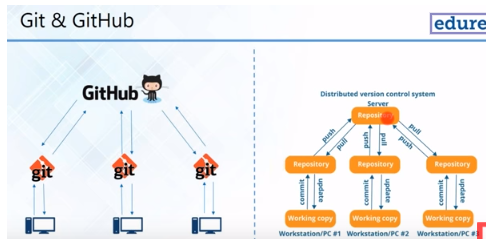 Git & GitHub
edure
GitHub
git
git
git
Distributed version control system
Server
Repository
push
pull
push
pull
pull
push
Repository
Repository
Repository
commit
update
commit
update
commit
update
Working copy
Working copy
Working copy
Workstation/PC #1
Workstation/PC #2
Workstation/PC #3